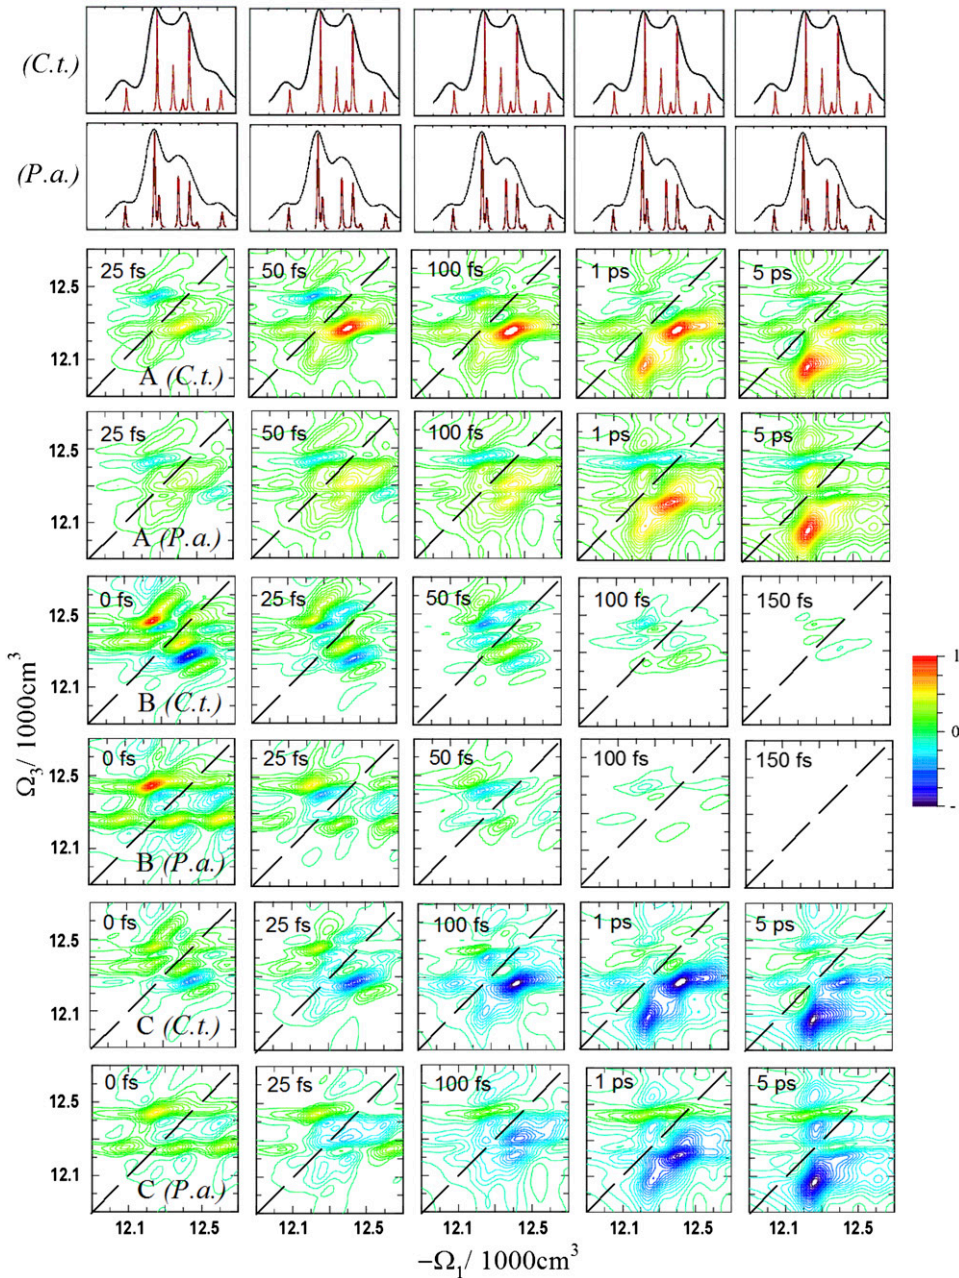 (C.t.)
(P.a.)
25 fs 50 fs 100 fs 1 ps 5 ps
12.5
12.1
A (C.t.)
25 fs 50 fs 100 fs 1 ps 5 ps
12.5
12.1
A (P.a.)
0 fs 25 fs 50 fs 100 fs 150 fs
12.5
12.1
B (C.t.)
1
0
-
0 fs 25 fs 50 fs 100 fs 150 fs
12.5
12.1
B (P.a.)
0 fs 25 fs 100 fs 1 ps 5 ps
12.5
12.1
C (C.t.)
0 fs 25 fs 100 fs 1 ps 5 ps
12.5
12.1
C (P.a.)
12.1 12.5 12.1 12.5 12.1 12.5 12.1 12.5 12.1 12.5
Ω3/ 1000cm³
−Ω1/ 1000cm³